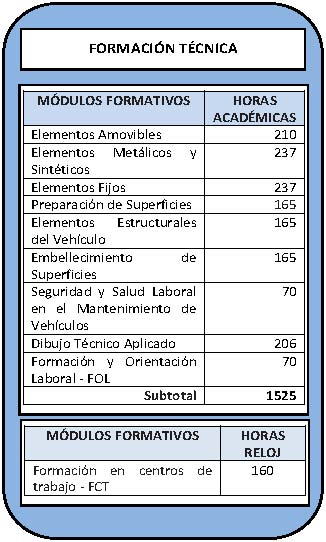 FORMACIÓN TÉCNICA
MÓDULOS FORMATIVOS HORAS
ACADÉMICAS
Elementos Amovibles 210
Elementos Metálicos y 237
Sintéticos
Elementos Fijos 237
Preparación de Superficies 165
Elementos Estructurales 165
del Vehículo
Embellecimiento de 165
Superficies
Seguridad y Salud Laboral 70
en el Mantenimiento de
Vehículos
Dibujo Técnico Aplicado 206
Formación y Orientación 70
Laboral - FOL
Subtotal 1525
MÓDULOS FORMATIVOS HORAS
RELOJ
Formación en centros de 160
trabajo - FCT